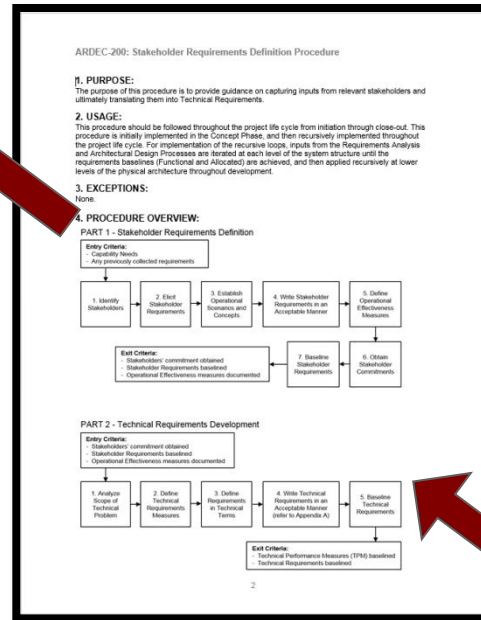 ARDEC-200: Stakeholder Requirements Definition Procedure
1. PURPOSE:
The purpose of this procedure is to provide guidance on capturing inputs from relevant stakeholders and
ultimately translating them into Technical Requirements.
2. USAGE:
This procedure should be followed throughout the project life cycle from initiation through close-out. This
procedure is initially implemented in the Concept Phase, and then recursively implemented throughout
the project life cycle. For implementation of the recursive loops, inputs from the Requirements Analysis
and Architectural Design Processes are iterated at each level of the system structure until the
requirements baselines (Functional and Allocated) are achieved, and then applied recursively at lower
levels of the physical architecture throughout development.
3. EXCEPTIONS:
None.
4. PROCEDURE OVERVIEW:
PART 1 - Stakeholder Requirements Definition
Entry Criteria:
- Capability Needs
- Any previously collected requirements
1. Identify
Stakeholders
2. Elicit
Stakeholder
Requirements
3. Establish
Operational
Scenarios and
Concepts
4. Write Stakeholder
Requirements in an
Acceptable Manner
5. Define
Operational
Effectiveness
Measures
Exit Criteria:
- Stakeholders' commitment obtained
- Stakeholder Requirements baselined
- Operational Effectiveness measures documented
7. Baseline
Stakeholder
Requirements
6. Obtain
Stakeholder
Commitments
PART 2 - Technical Requirements Development
Entry Criteria:
- Stakeholders' commitment obtained
- Stakeholder Requirements baselined
- Operational Effectiveness measures documented
1. Analyze
Scope of
Technical
Problem
2. Define
Technical
Requirements
Measures
3. Define
Requirements
in Technical
Terms
4. Write Technical
Requirements in an
Acceptable Manner
(refer to Appendix A)
5. Baseline
Technical
Requirements
Exit Criteria:
- Technical Performance Measures (TPM) baselined
- Technical Requirements baselined
2